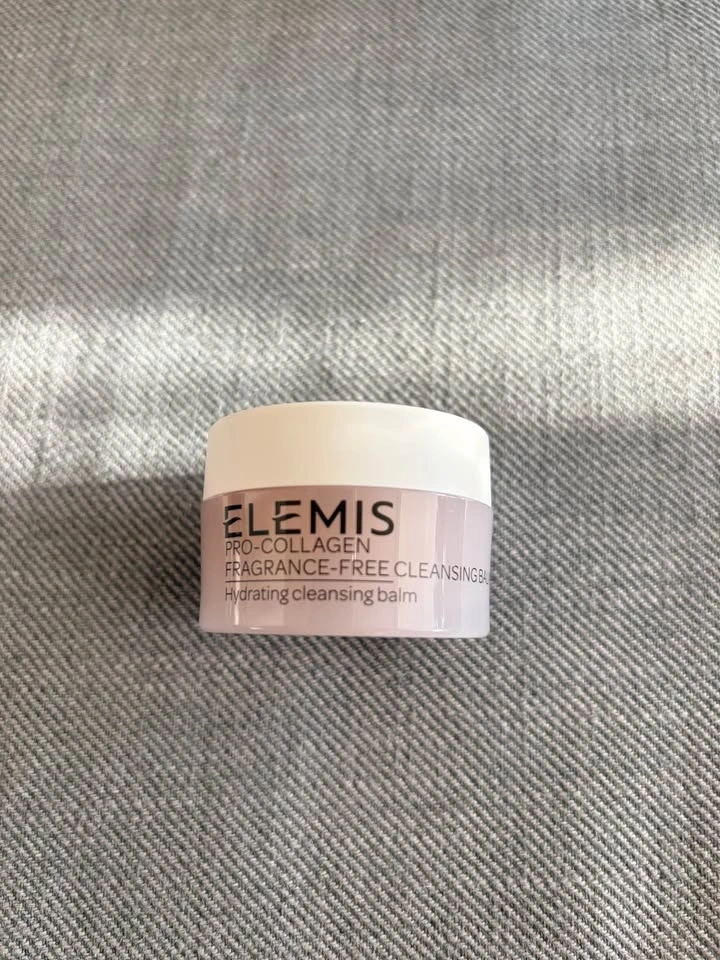 ELEMIS
PRO-COLLAGEN
FRAGRANCE-FREE CLEANSING
Hydrating cleansing balm